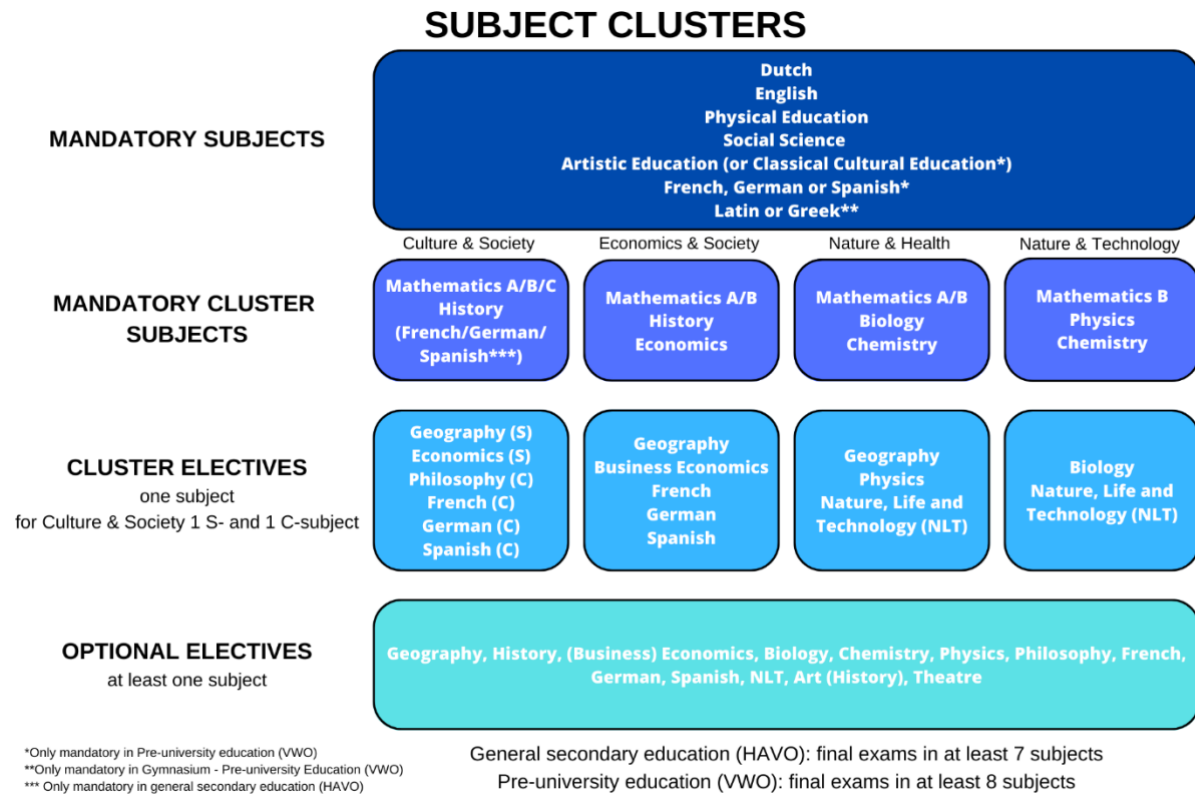 SUBJECT CLUSTERS
MANDATORY SUBJECTS
Dutch
English
Physical Education
Social Science
Artistic Education (or Classical Cultural Education*)
French, German or Spanish*
Latin or Greek**
MANDATORY CLUSTER
SUBJECTS
Culture & Society
Mathematics A/B/C
History
(French/German/
Spanish***)
Economics & Society
Mathematics A/B
History
Economics
Nature & Health
Mathematics A/B
Biology
Chemistry
Nature & Technology
Mathematics B
Physics
Chemistry
CLUSTER ELECTIVES
one subject
for Culture & Society 1 S- and 1 C-subject
Geography (S)
Economics (S)
Philosophy (C)
French (C)
German (C)
Spanish (C)
Geography
Business Economics
French
German
Spanish
Geography
Physics
Nature, Life and
Technology (NLT)
Biology
Nature, Life and
Technology (NLT)
OPTIONAL ELECTIVES
at least one subject
Geography, History, (Business) Economics, Biology, Chemistry, Physics, Philosophy, French,
German, Spanish, NLT, Art (History), Theatre
*Only mandatory in Pre-university education (VWO)
**Only mandatory in Gymnasium - Pre-university Education (VWO)
*** Only mandatory in general secondary education (HAVO)
General secondary education (HAVO): final exams in at least 7 subjects
Pre-university education (VWO): final exams in at least 8 subjects